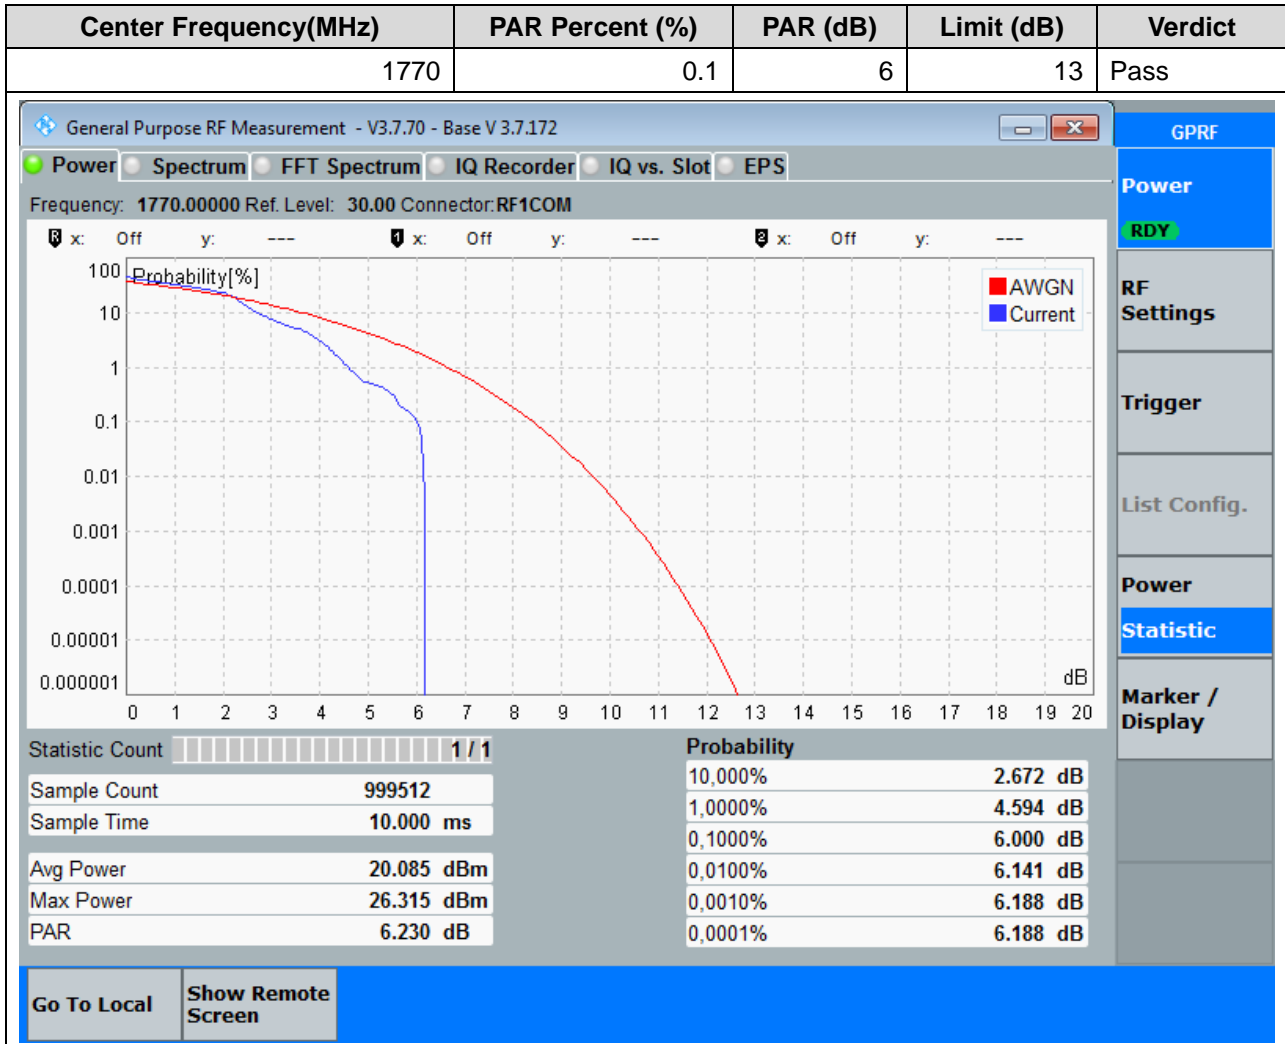 Center Frequency(MHz) PAR Percent (%) PAR (dB) Limit (dB) Verdict
1770 0.1 6 13 Pass
General Purpose RF Measurement - V3.7.70 - Base V 3.7.172
GPRF
Power Spectrum FFT Spectrum IQ Recorder IQ vs. Slot EPS
Frequency: 1770.00000 Ref. Level: 30.00 Connector: RF1COM
R x: Off y: --- 1 x: Off y: --- 2 x: Off y: ---
Probability[%]
AWGN
Current
100
10
1
0.1
0.01
0.001
0.0001
0.00001
0.000001
dB
0 1 2 3 4 5 6 7 8 9 10 11 12 13 14 15 16 17 18 19 20
Statistic Count 1 / 1
Sample Count 999512
Sample Time 10.000 ms
Avg Power 20.085 dBm
Max Power 26.315 dBm
PAR 6.230 dB
Probability
10,000% 2.672 dB
1,0000% 4.594 dB
0,1000% 6.000 dB
0,0100% 6.141 dB
0,0010% 6.188 dB
0,0001% 6.188 dB
Power
RDY
RF
Settings
Trigger
List Config.
Power
Statistic
Marker /
Display
Go To Local
Show Remote
Screen